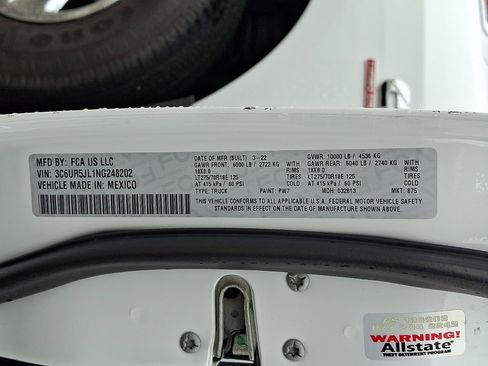 MFD BY: FCA US LLC
VIN: 3C6UR5JL1NG248202
VEHICLE MADE IN: MEXICO
DATE OF MFR (BUILT): 3-22
GAWR FRONT: 6000 LB / 2722 KG
18X8.0 RIMS
LT275/70R18E 125 TIRES
AT 415 kPa / 60 PSI COLD
TYPE: TRUCK PAINT: PW7
GVWR: 10000 LB / 4536 KG
GAWR REAR: 6040 LB / 2740 KG
18X8.0 RIMS
LT275/70R18E 125 TIRES
AT 415 kPa / 60 PSI COLD
MDH: 032813 MKT: 875
THIS VEHICLE CONFORMS TO ALL APPLICABLE U.S.A. FEDERAL MOTOR VEHICLE SAFETY
STANDARDS IN EFFECT ON THE DATE OF MANUFACTURE SHOWN ABOVE.
WARNING!
Allstate
THEFT DETERRENT PROGRAM